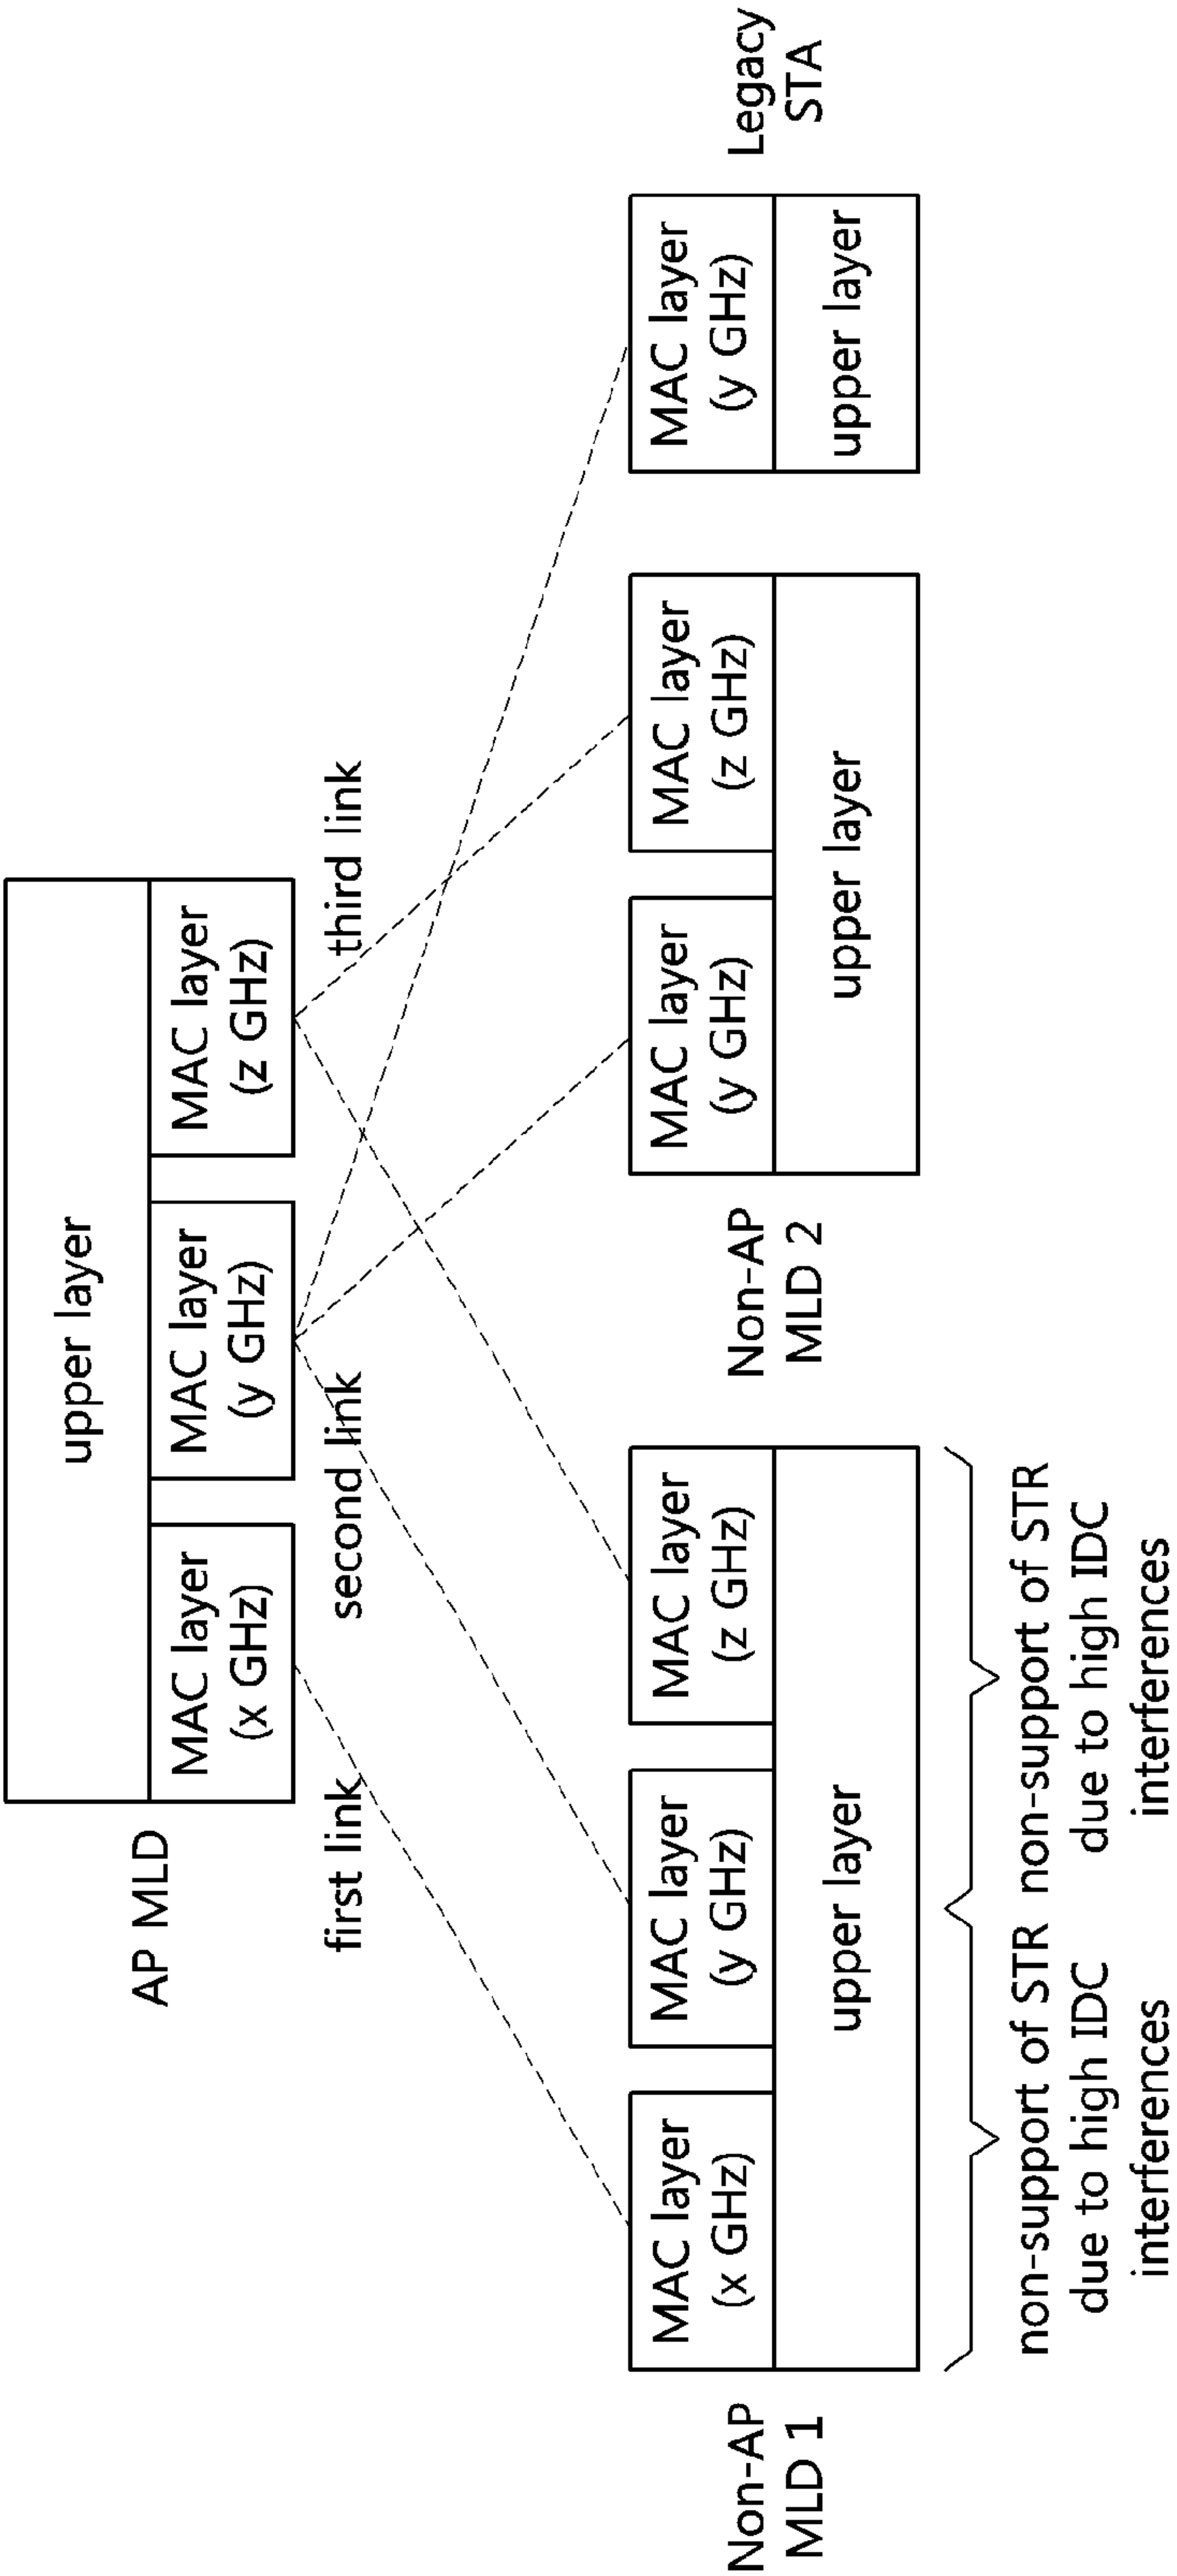 upper layer
MAC layer
(x GHz)
MAC layer
(y GHz)
MAC layer
(z GHz)
AP MLD
first link
second link
third link
Non-AP
MLD 1
MAC layer
(x GHz)
MAC layer
(y GHz)
MAC layer
(z GHz)
upper layer
non-support of STR
due to high IDC
interferences
non-support of STR
due to high IDC
interferences
Non-AP
MLD 2
MAC layer
(y GHz)
MAC layer
(z GHz)
upper layer
MAC layer
(y GHz)
upper layer
Legacy
STA